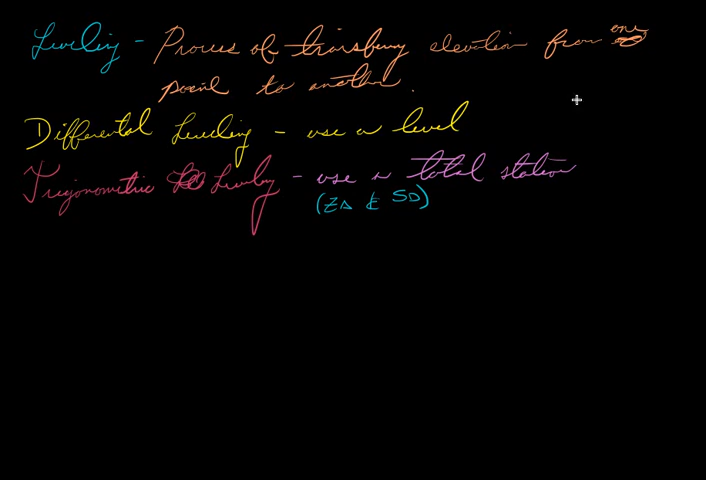 Leveling - Process of transferring elevation from one
point to another.
Differential Leveling - use a level
Trigonometric Leveling - use a total station
(Z∆ & SD)